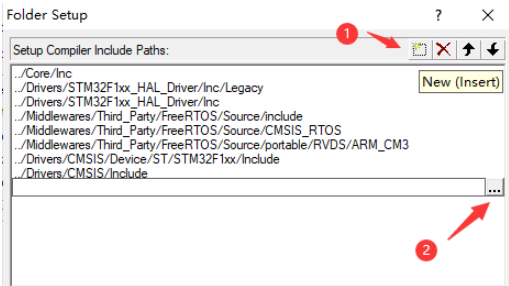 Folder Setup
?
1
Setup Compiler Include Paths:
New (Insert)
../Core/Inc
../Drivers/STM32F1xx_HAL_Driver/Inc/Legacy
../Drivers/STM32F1xx_HAL_Driver/Inc
../Middlewares/Third_Party/FreeRTOS/Source/include
../Middlewares/Third_Party/FreeRTOS/Source/CMSIS_RTOS
../Middlewares/Third_Party/FreeRTOS/Source/portable/RVDS/ARM_CM3
../Drivers/CMSIS/Device/ST/STM32F1xx/Include
../Drivers/CMSIS/Include
...
2